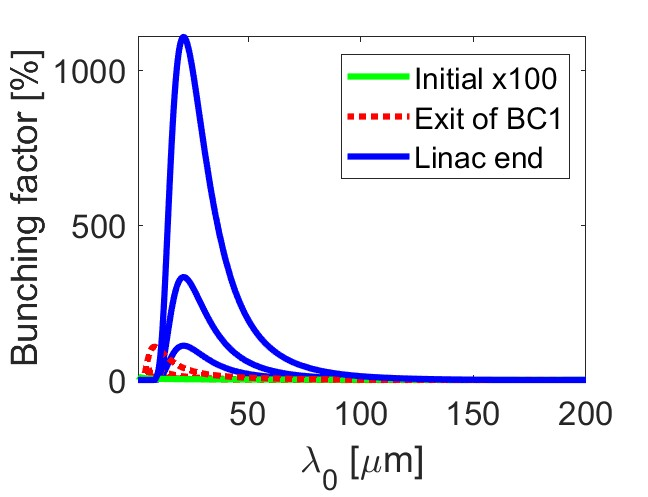 Bunching factor [%]
1000
500
0
Initial x100
Exit of BC1
Linac end
50 100 150 200
λ0 [μm]